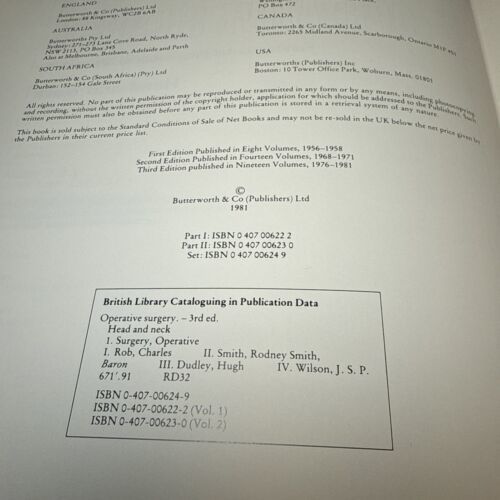 ENGLAND
Butterworth & Co (Publishers) Ltd
London: 88 Kingsway, WC2B 6AB
AUSTRALIA
Butterworths Pty Ltd
Sydney: 271–273 Lane Cove Road, North Ryde,
NSW 2113, PO Box 345
Also at Melbourne, Brisbane, Adelaide and Perth
SOUTH AFRICA
Butterworth & Co (South Africa) (Pty) Ltd
Durban: 152–154 Gale Street
PO Box 472
CANADA
Butterworth & Co (Canada) Ltd
Toronto: 2265 Midland Avenue, Scarborough, Ontario M1P 4S1
USA
Butterworths (Publishers) Inc
Boston: 10 Tower Office Park, Woburn, Mass. 01801
All rights reserved. No part of this publication may be reproduced or transmitted in any form or by any means, including photocopying
and recording, without the written permission of the copyright holder, application for which should be addressed to the Publishers. Such
written permission must also be obtained before any part of this publication is stored in a retrieval system of any nature.
This book is sold subject to the Standard Conditions of Sale of Net Books and may not be re-sold in the UK below the net price given by
the Publishers in their current price list.
First Edition Published in Eight Volumes, 1956–1958
Second Edition Published in Fourteen Volumes, 1968–1971
Third Edition published in Nineteen Volumes, 1976–1981
©
Butterworth & Co (Publishers) Ltd
1981
Part I: ISBN 0 407 00622 2
Part II: ISBN 0 407 00623 0
Set: ISBN 0 407 00624 9
British Library Cataloguing in Publication Data
Operative surgery. – 3rd ed.
Head and neck
1. Surgery, Operative
I. Rob, Charles II. Smith, Rodney Smith,
Baron III. Dudley, Hugh IV. Wilson, J. S. P.
671'.91 RD32
ISBN 0-407-00624-9
ISBN 0-407-00622-2 (Vol. 1)
ISBN 0-407-00623-0 (Vol. 2)